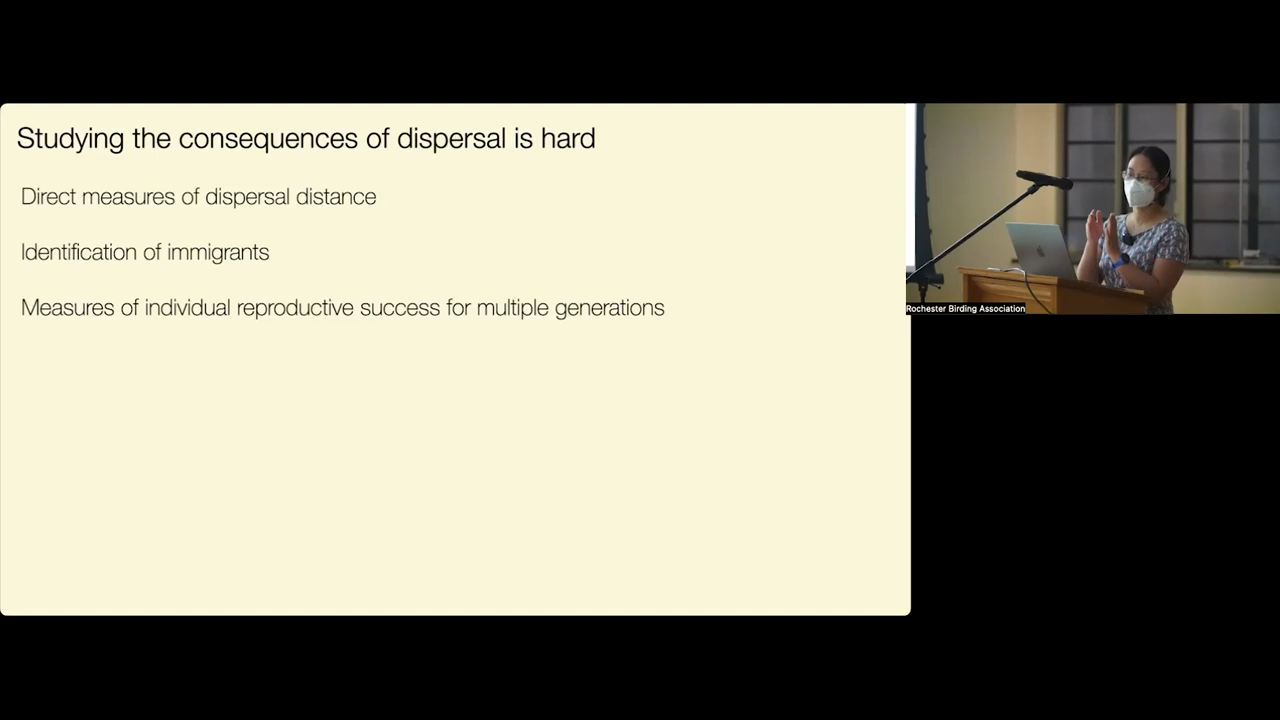 Studying the consequences of dispersal is hard
Direct measures of dispersal distance
Identification of immigrants
Measures of individual reproductive success for multiple generations
Rochester Birding Association